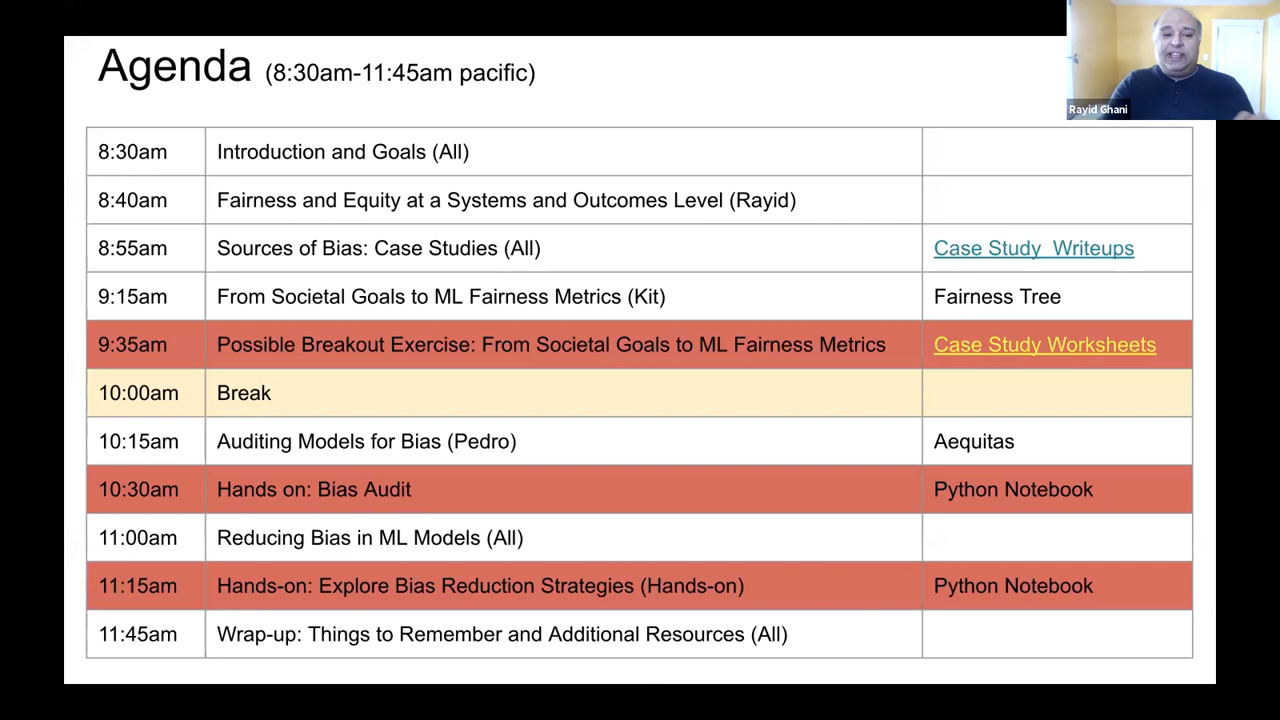 Agenda (8:30am-11:45am pacific)
Rayid Ghani
8:30am Introduction and Goals (All)
8:40am Fairness and Equity at a Systems and Outcomes Level (Rayid)
8:55am Sources of Bias: Case Studies (All) Case Study  Writeups
9:15am From Societal Goals to ML Fairness Metrics (Kit) Fairness Tree
9:35am Possible Breakout Exercise: From Societal Goals to ML Fairness Metrics Case Study Worksheets
10:00am Break
10:15am Auditing Models for Bias (Pedro) Aequitas
10:30am Hands on: Bias Audit Python Notebook
11:00am Reducing Bias in ML Models (All)
11:15am Hands-on: Explore Bias Reduction Strategies (Hands-on) Python Notebook
11:45am Wrap-up: Things to Remember and Additional Resources (All)